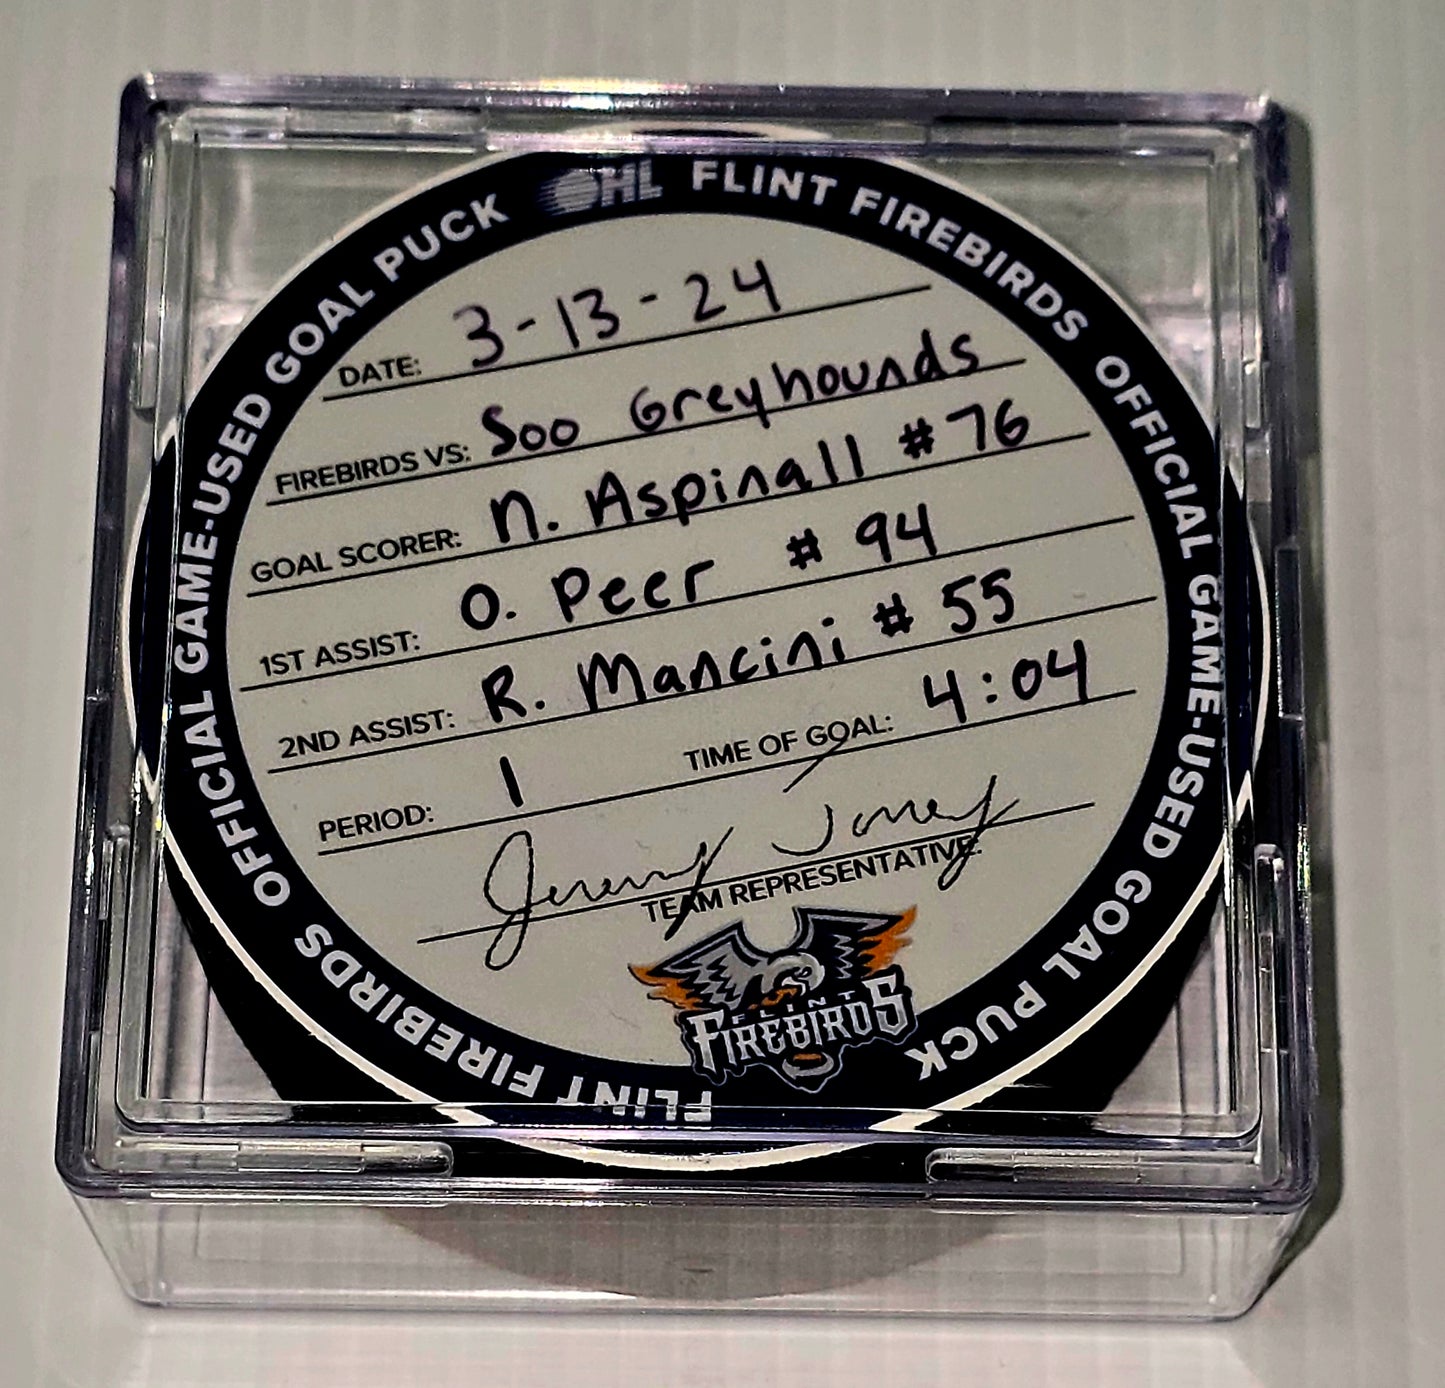 OFFICIAL GAME-USED GOAL PUCK OHL FLINT FIREBIRDS OFFICIAL GAME-USED GOAL PUCK
FLINT FIREBIRDS
DATE: 3-13-24
FIREBIRDS VS: Soo Greyhounds
GOAL SCORER: N. Aspinall #76
1ST ASSIST: O. Peer #94
2ND ASSIST: R. Mancini #55
PERIOD: 1 TIME OF GOAL: 4:04
Jeremy Torrey
TEAM REPRESENTATIVE:
FLINT
FIREBIRDS